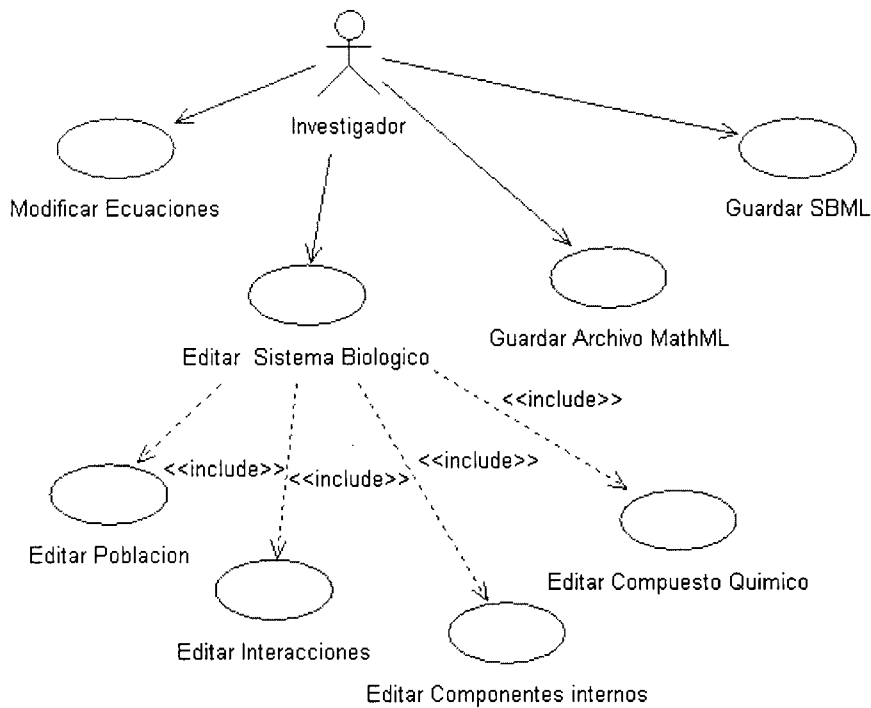 Investigador
Modificar Ecuaciones
Guardar SBML
Guardar Archivo MathML
Editar Sistema Biologico
<<include>>
<<include>>
<<include>>
<<include>>
Editar Poblacion
Editar Compuesto Quimico
Editar Interacciones
Editar Componentes internos